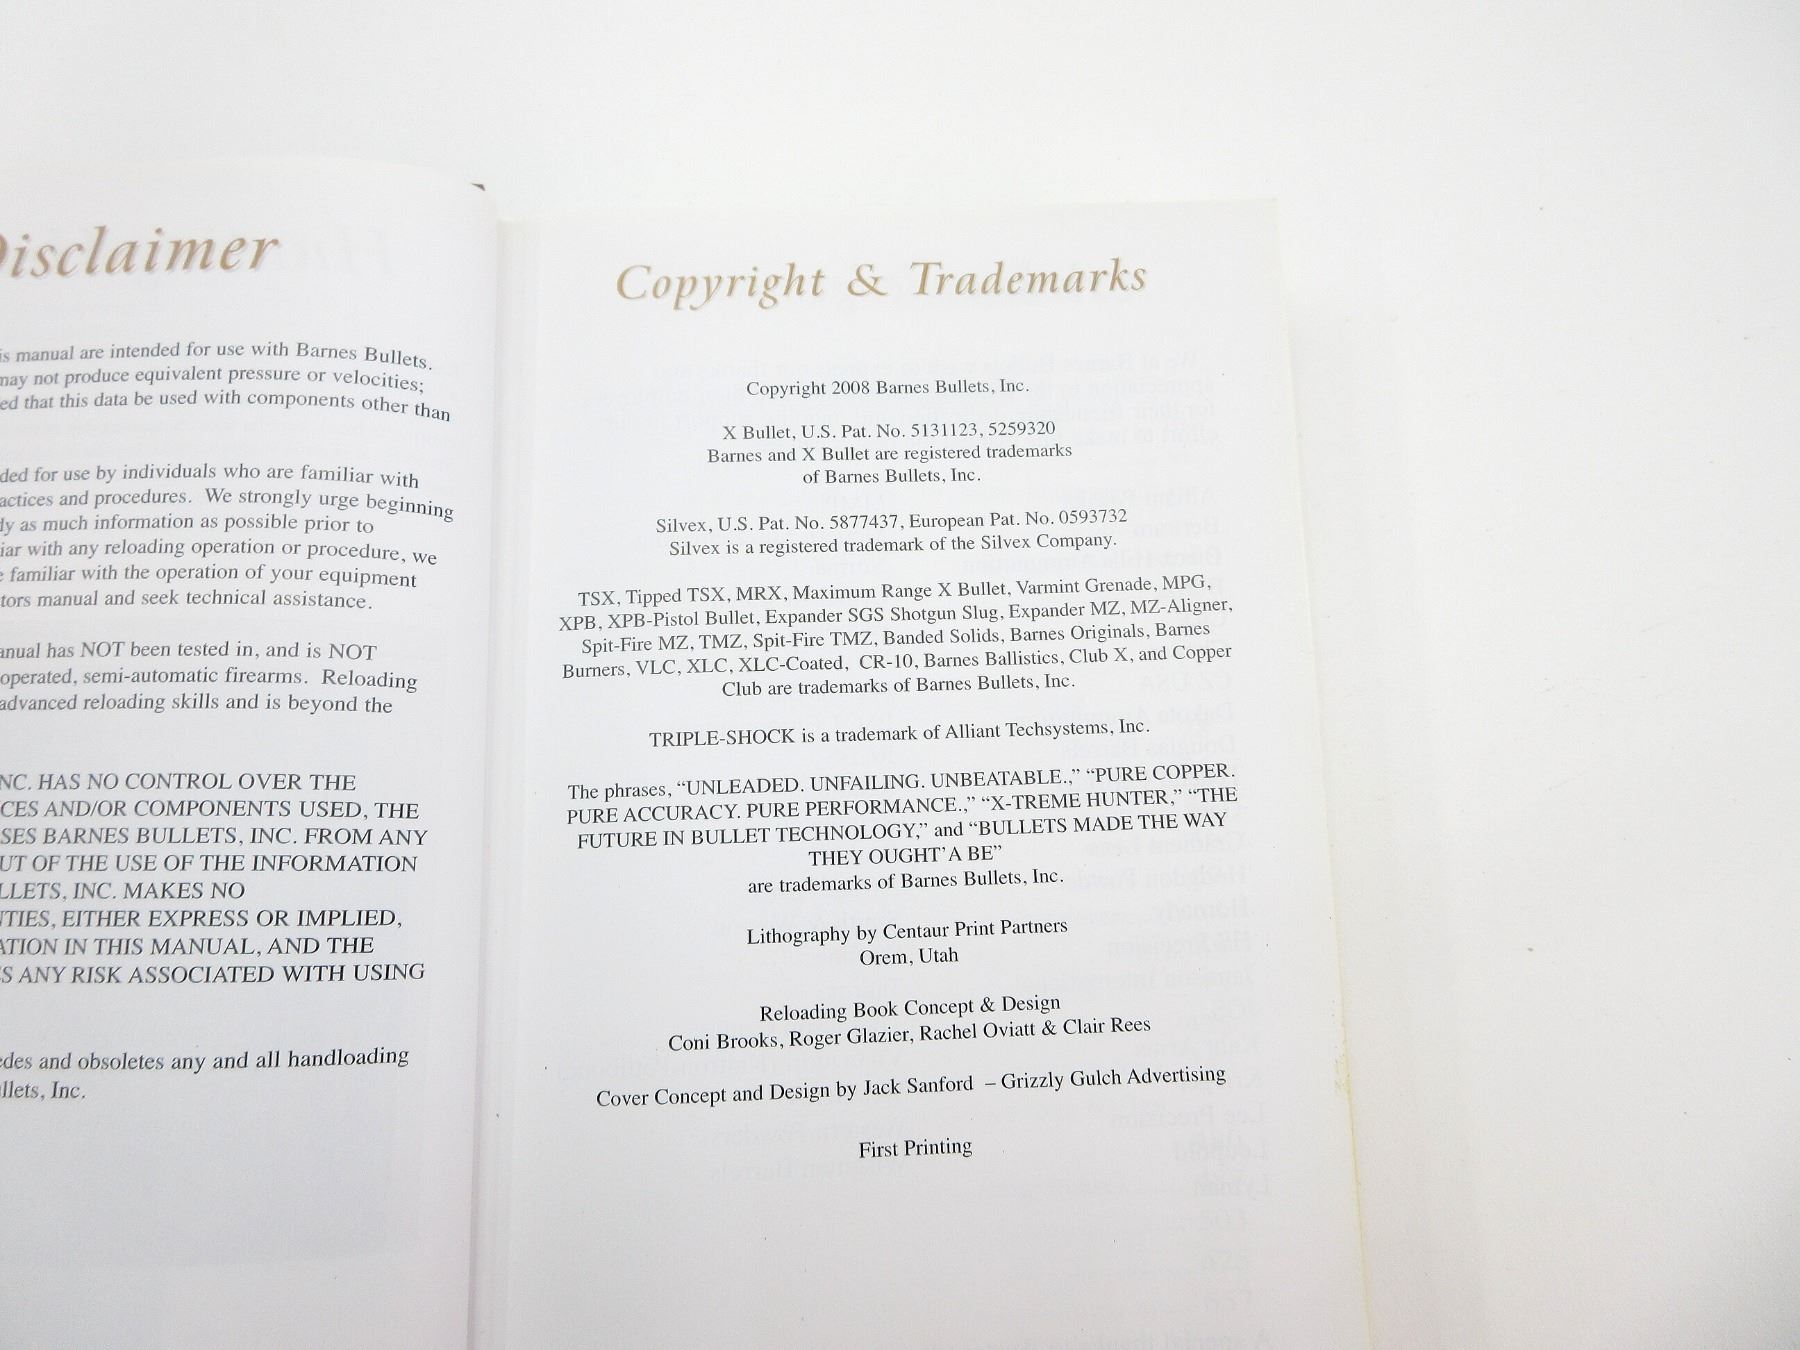 Disclaimer
is manual are intended for use with Barnes Bullets.
may not produce equivalent pressure or velocities;
ed that this data be used with components other than
ded for use by individuals who are familiar with
actices and procedures.  We strongly urge beginning
ly as much information as possible prior to
iar with any reloading operation or procedure, we
e familiar with the operation of your equipment
tors manual and seek technical assistance.
anual has NOT been tested in, and is NOT
operated, semi-automatic firearms.  Reloading
advanced reloading skills and is beyond the
NC. HAS NO CONTROL OVER THE
CES AND/OR COMPONENTS USED, THE
SES BARNES BULLETS, INC. FROM ANY
UT OF THE USE OF THE INFORMATION
LLETS, INC. MAKES NO
TIES, EITHER EXPRESS OR IMPLIED,
ATION IN THIS MANUAL, AND THE
S ANY RISK ASSOCIATED WITH USING
edes and obsoletes any and all handloading
llets, Inc.
Copyright & Trademarks
Copyright 2008 Barnes Bullets, Inc.
X Bullet, U.S. Pat. No. 5131123, 5259320
Barnes and X Bullet are registered trademarks
of Barnes Bullets, Inc.
Silvex, U.S. Pat. No. 5877437, European Pat. No. 0593732
Silvex is a registered trademark of the Silvex Company.
TSX, Tipped TSX, MRX, Maximum Range X Bullet, Varmint Grenade, MPG,
XPB, XPB-Pistol Bullet, Expander SGS Shotgun Slug, Expander MZ, MZ-Aligner,
Spit-Fire MZ, TMZ, Spit-Fire TMZ, Banded Solids, Barnes Originals, Barnes
Burners, VLC, XLC, XLC-Coated,  CR-10, Barnes Ballistics, Club X, and Copper
Club are trademarks of Barnes Bullets, Inc.
TRIPLE-SHOCK is a trademark of Alliant Techsystems, Inc.
The phrases, “UNLEADED. UNFAILING. UNBEATABLE.,” “PURE COPPER.
PURE ACCURACY. PURE PERFORMANCE.,” “X-TREME HUNTER,” “THE
FUTURE IN BULLET TECHNOLOGY,” and “BULLETS MADE THE WAY
THEY OUGHT’A BE”
are trademarks of Barnes Bullets, Inc.
Lithography by Centaur Print Partners
Orem, Utah
Reloading Book Concept & Design
Coni Brooks, Roger Glazier, Rachel Oviatt & Clair Rees
Cover Concept and Design by Jack Sanford  – Grizzly Gulch Advertising
First Printing